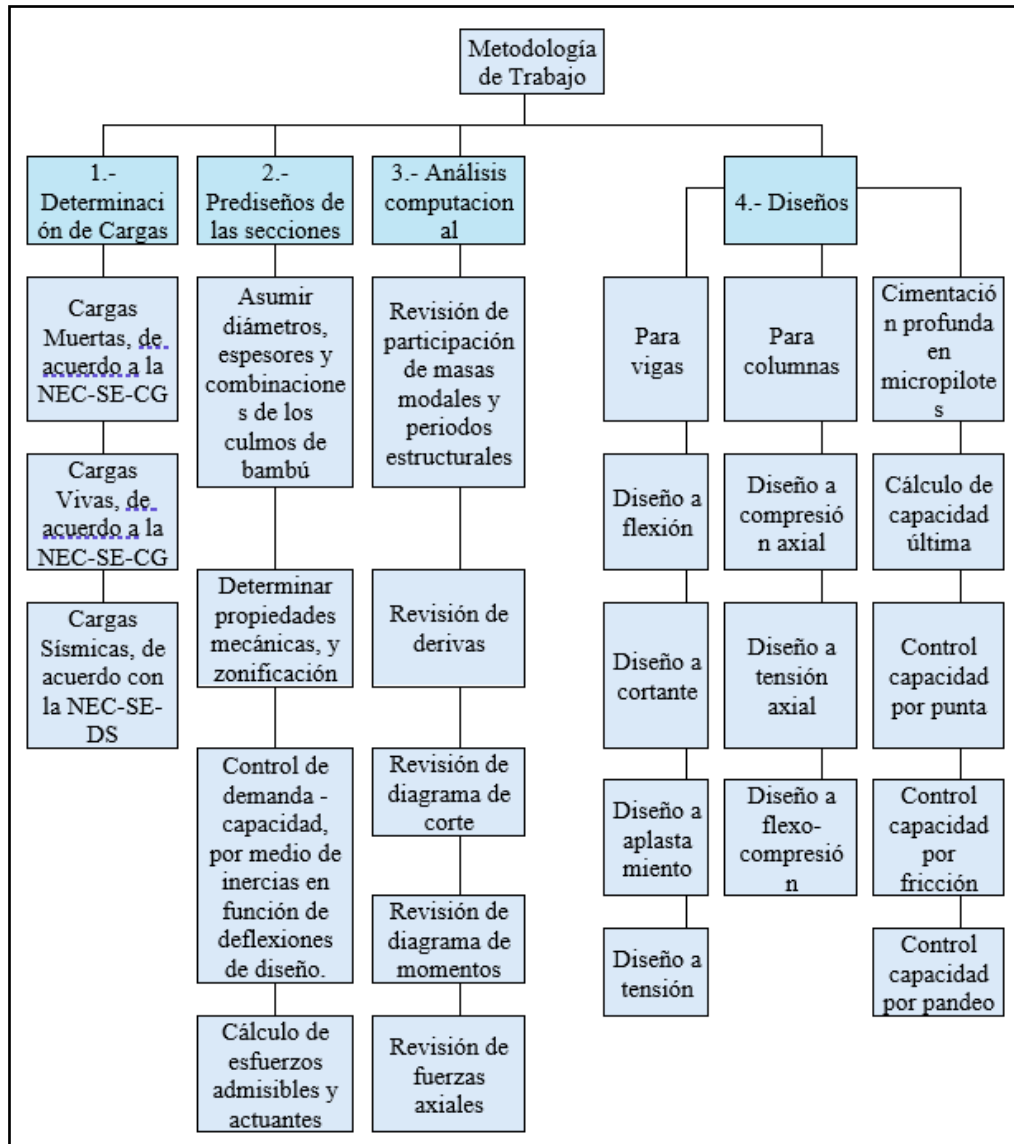 Metodología
de Trabajo
1.-
Determinaci
ón de Cargas
Cargas
Muertas, de
acuerdo a la
NEC-SE-CG
Cargas
Vivas, de
acuerdo a la
NEC-SE-CG
Cargas
Sísmicas, de
acuerdo con
la NEC-SE-
DS
2.-
Prediseños de
las secciones
Asumir
diámetros,
espesores y
combinacione
s de los
culmos de
bambú
Determinar
propiedades
mecánicas, y
zonificación
Control de
demanda -
capacidad,
por medio de
inercias en
función de
deflexiones
de diseño.
Cálculo de
esfuerzos
admisibles y
actuantes
3.- Análisis
computacion
al
Revisión de
participación
de masas
modales y
periodos
estructurales
Revisión de
derivas
Revisión de
diagrama de
corte
Revisión de
diagrama de
momentos
Revisión de
fuerzas
axiales
4.- Diseños
Para
vigas
Diseño a
flexión
Diseño a
cortante
Diseño a
aplasta
miento
Diseño a
tensión
Para
columnas
Diseño a
compresió
n axial
Diseño a
tensión
axial
Diseño a
flexo-
compresió
n
Cimentació
n profunda
en
micropilote
s
Cálculo de
capacidad
última
Control
capacidad
por punta
Control
capacidad
por
fricción
Control
capacidad
por pandeo